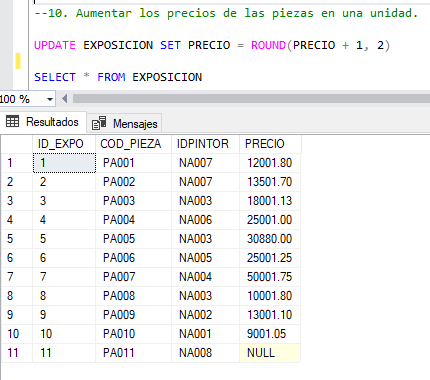 --10. Aumentar los precios de las piezas en una unidad.
UPDATE EXPOSICION SET PRECIO = ROUND(PRECIO + 1, 2)
SELECT * FROM EXPOSICION
100 %
Resultados Mensajes
ID_EXPO COD_PIEZA IDPINTOR PRECIO
1 1 PA001 NA007 12001.80
2 2 PA002 NA007 13501.70
3 3 PA003 NA003 18001.13
4 4 PA004 NA006 25001.00
5 5 PA005 NA003 30880.00
6 6 PA006 NA005 25001.25
7 7 PA007 NA004 50001.75
8 8 PA008 NA003 10001.80
9 9 PA009 NA002 13001.10
10 10 PA010 NA001 9001.05
11 11 PA011 NA008 NULL